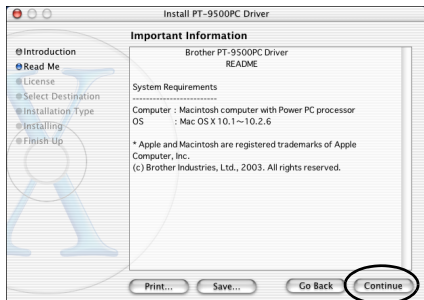 Install PT-9500PC Driver
Important Information
Introduction
Read Me
License
Select Destination
Installation Type
Installing
Finish Up
Brother PT-9500PC Driver
README
System Requirements
--------------------------
Computer : Macintosh computer with Power PC processor
OS : Mac OS X 10.1～10.2.6
* Apple and Macintosh are registered trademarks of Apple
Computer, Inc.
(c) Brother Industries, Ltd., 2003. All rights reserved.
Print... Save... Go Back Continue